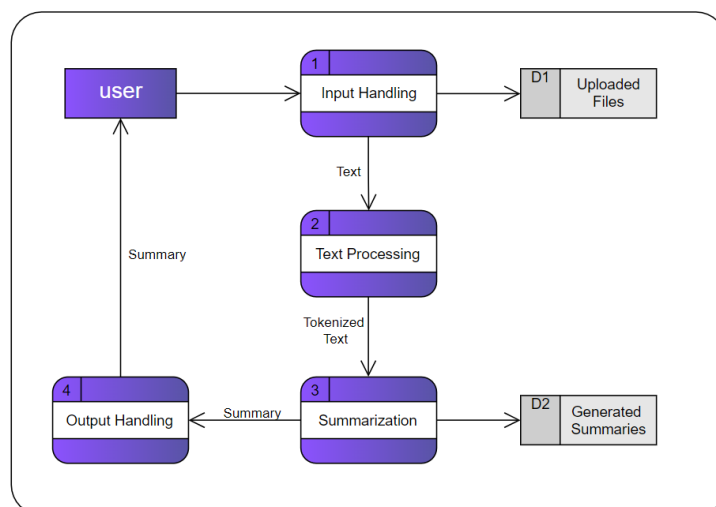 user
1
Input Handling
D1
Uploaded
Files
Text
2
Text Processing
Summary
Tokenized
Text
4
Output Handling
Summary
3
Summarization
D2
Generated
Summaries